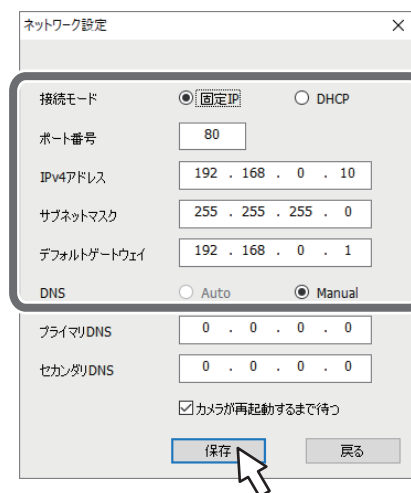 ネットワーク設定
接続モード 固定IP DHCP
ポート番号 80
IPv4アドレス 192 . 168 . 0 . 10
サブネットマスク 255 . 255 . 255 . 0
デフォルトゲートウェイ 192 . 168 . 0 . 1
DNS Auto Manual
プライマリDNS 0 . 0 . 0 . 0
セカンダリDNS 0 . 0 . 0 . 0
カメラが再起動するまで待つ
保存 戻る